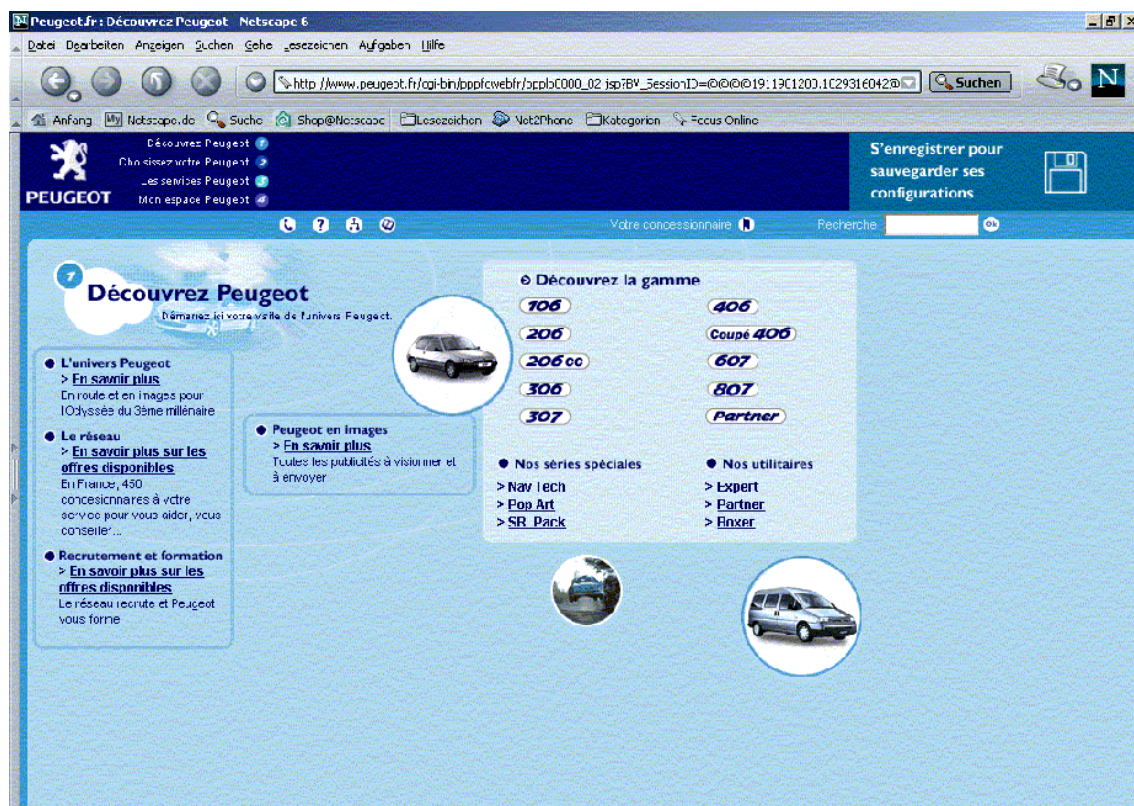 Peugeot.fr : Découvrez Peugeot Netscape 6
Datei Bearbeiten Anzeigen Suchen Gehe Lesezeichen Aufgaben Hilfe
Suchen
N
Anfang My Netscape.de Suche Shop@Netscape Lesezeichen Net2Phone Kategorien Focus Online
PEUGEOT
Découvrez Peugeot 1
Choisissez votre Peugeot 2
Les services Peugeot 3
Mon espace Peugeot 4
S'enregistrer pour
sauvegarder ses
configurations
?
Votre concessionnaire
Recherche Ok
1
Découvrez Peugeot
Démarrez ici votre visite de l'univers Peugeot.
L'univers Peugeot
> En savoir plus
En route et en images pour
l'Odyssée du 3ème millénaire
Le réseau
> En savoir plus sur les
offres disponibles
En France, 450
concesionnaires à votre
service pour vous aider, vous
conseiller...
Recrutement et formation
> En savoir plus sur les
offres disponibles
Le réseau recrute et Peugeot
vous forme
Peugeot en images
> En savoir plus
Toutes les publicités à visionner et
à envoyer
Découvrez la gamme
106 406
206 Coupé 406
206 cc 607
306 807
307 Partner
Nos séries spéciales
> Nav Tech
> Pop Art
> SR Pack
Nos utilitaires
> Expert
> Partner
> Boxer